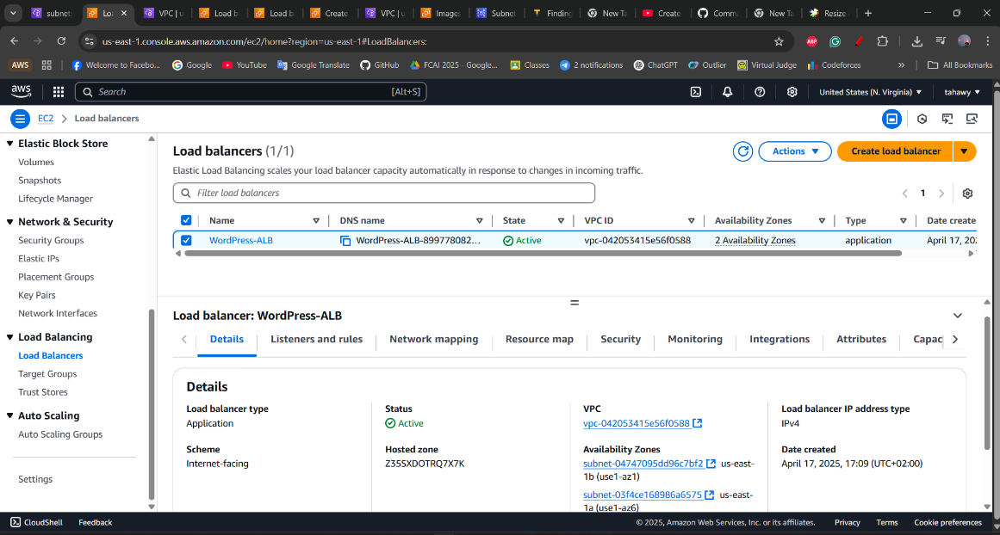 subnet:
Lo
VPC | u
Load b
Load b
Create
VPC | u
Images
Subnet
Finding
New Ta
Create
Comm
New Ta
Resize
us-east-1.console.aws.amazon.com/ec2/home?region=us-east-1#LoadBalancers:
ABP
AWS
Welcome to Facebo...
Google
YouTube
Google Translate
GitHub
FCAI 2025 - Google...
Classes
2 notifications
ChatGPT
Outlier
Virtual Judge
Codeforces
All Bookmarks
aws
Search
[Alt+S]
United States (N. Virginia)
tahawy
EC2
Load balancers
Elastic Block Store
Volumes
Snapshots
Lifecycle Manager
Network & Security
Security Groups
Elastic IPs
Placement Groups
Key Pairs
Network Interfaces
Load Balancing
Load Balancers
Target Groups
Trust Stores
Auto Scaling
Auto Scaling Groups
Settings
Load balancers (1/1)
Actions
Create load balancer
Elastic Load Balancing scales your load balancer capacity automatically in response to changes in incoming traffic.
Filter load balancers
1
Name DNS name State VPC ID Availability Zones Type Date create
WordPress-ALB WordPress-ALB-899778082... Active vpc-042053415e56f0588 2 Availability Zones application April 17, 20
Load balancer: WordPress-ALB
Details Listeners and rules Network mapping Resource map Security Monitoring Integrations Attributes Capac
Details
Load balancer type
Application
Scheme
Internet-facing
Status
Active
Hosted zone
Z35SXDOTRQ7X7K
VPC
vpc-042053415e56f0588
Availability Zones
subnet-04747095dd96c7bf2 us-east-
1b (use1-az1)
subnet-03f4ce168986a6575 us-east-
1a (use1-az6)
Load balancer IP address type
IPv4
Date created
April 17, 2025, 17:09 (UTC+02:00)
CloudShell
Feedback
© 2025, Amazon Web Services, Inc. or its affiliates.
Privacy
Terms
Cookie preferences